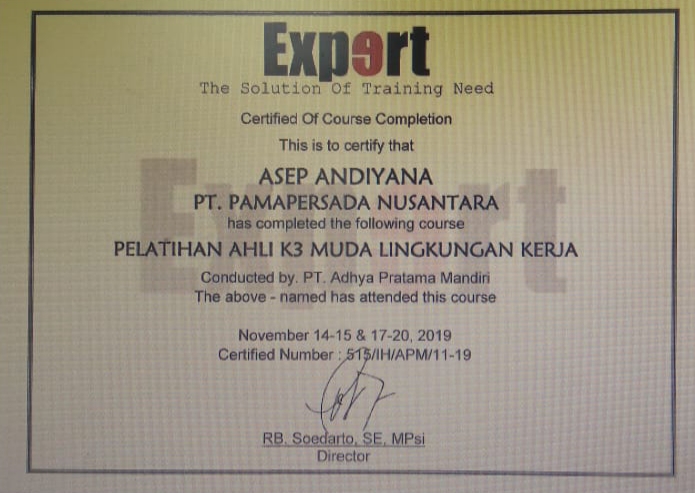 Expert
The Solution Of Training Need
Certified Of Course Completion
This is to certify that
ASEP ANDIYANA
PT. PAMAPERSADA NUSANTARA
has completed the following course
PELATIHAN AHLI K3 MUDA LINGKUNGAN KERJA
Conducted by. PT. Adhya Pratama Mandiri
The above - named has attended this course
November 14-15 & 17-20, 2019
Certified Number : 515/IH/APM/11-19
RB. Soedarto, SE, MPsi
Director